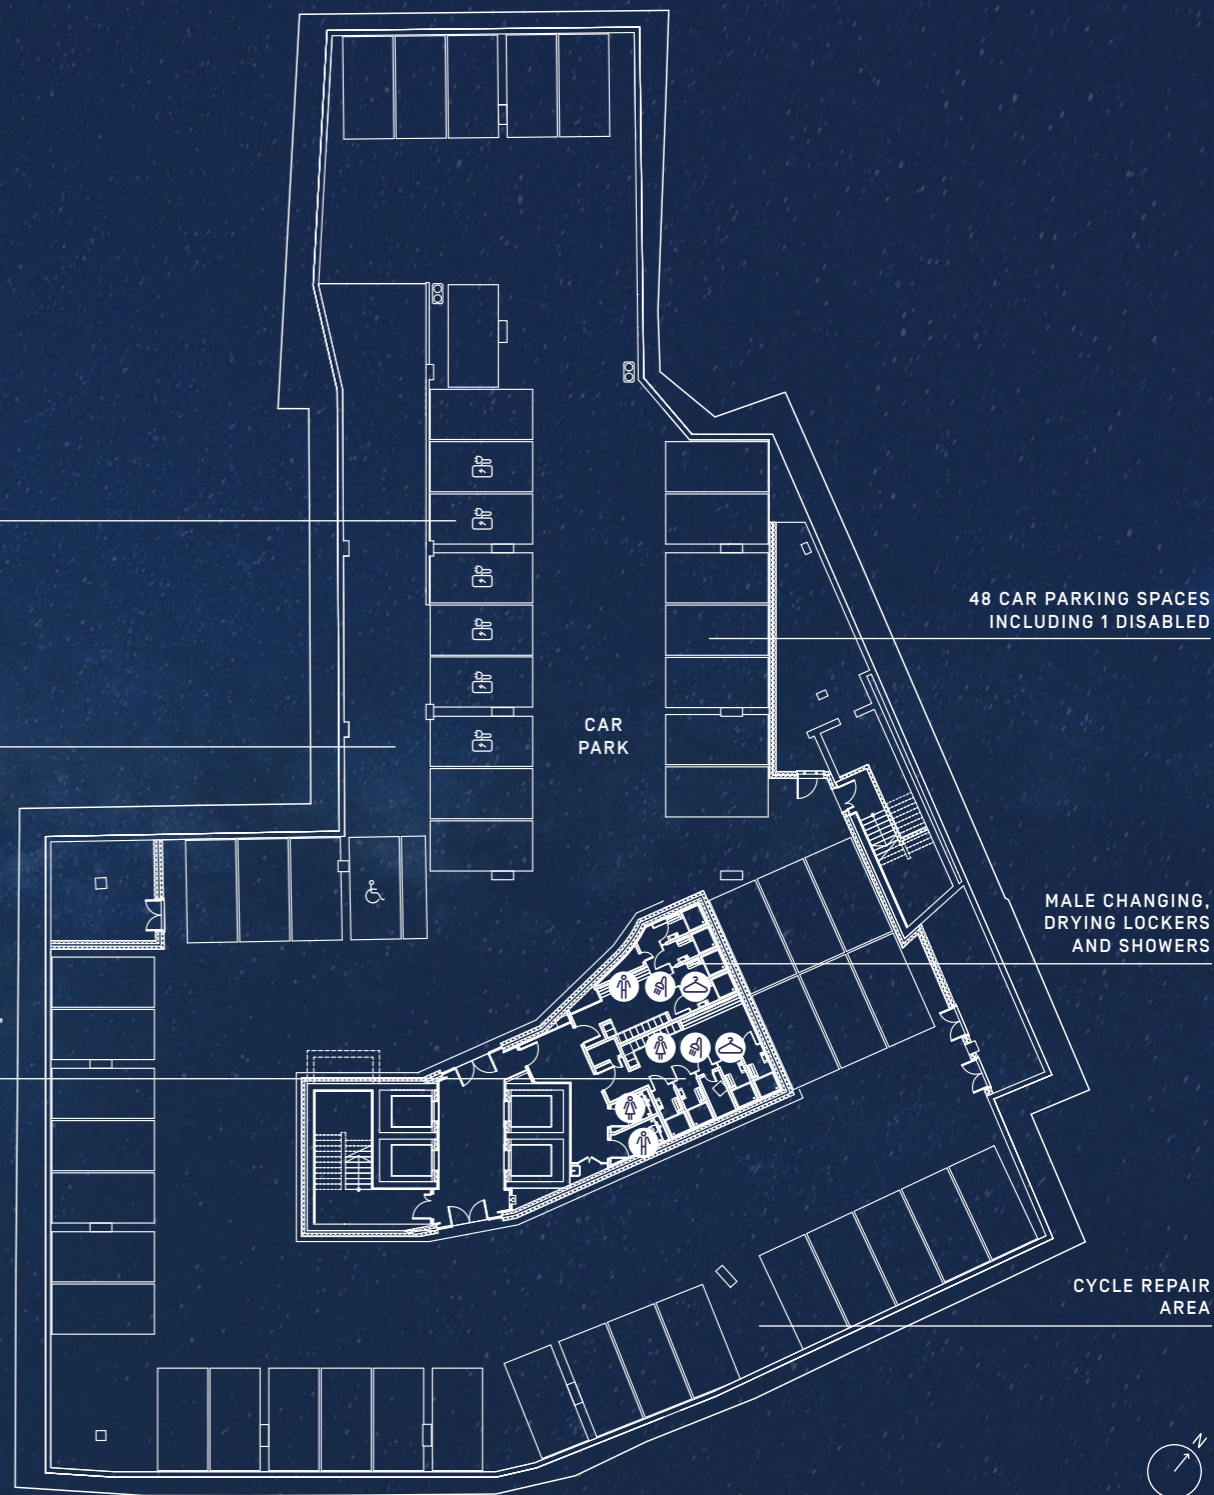 48 CAR PARKING SPACES
INCLUDING 1 DISABLED
CAR
PARK
MALE CHANGING,
DRYING LOCKERS
AND SHOWERS
CYCLE REPAIR
AREA
N